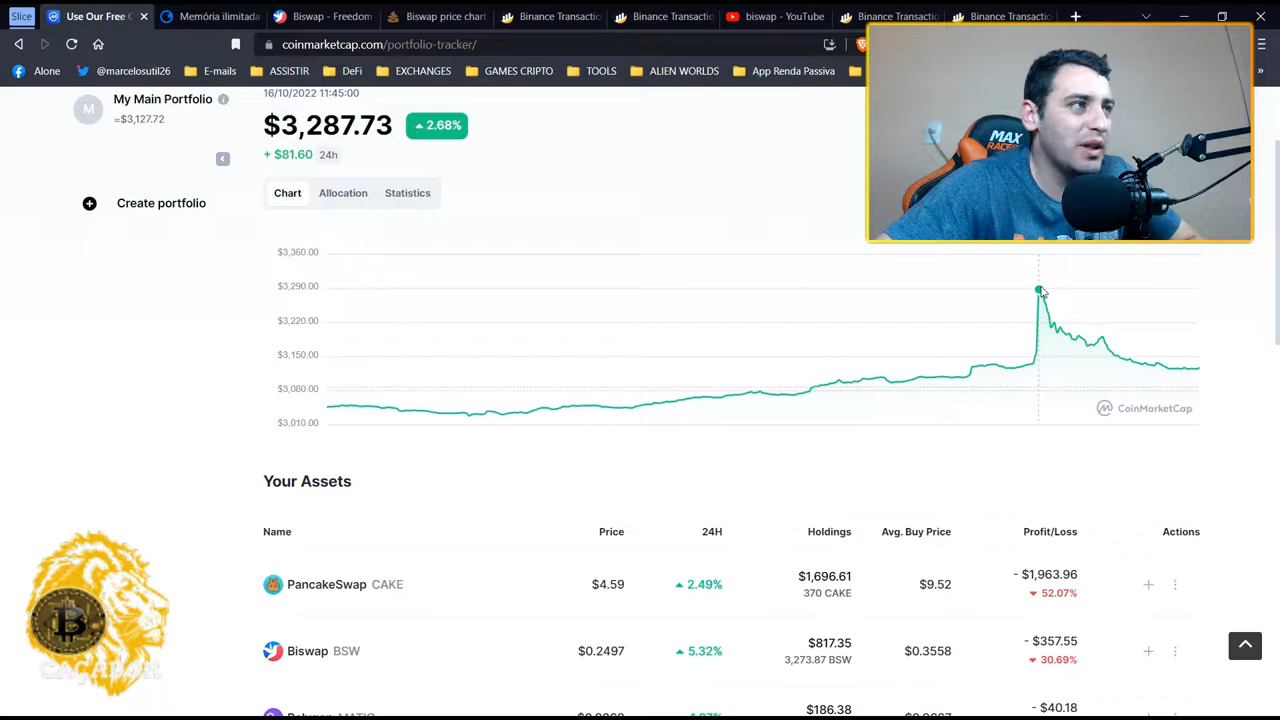 Slice
Use Our Free C
Memória ilimitada
Biswap - Freedom
Biswap price chart
Binance Transactio
Binance Transactio
biswap - YouTube
Binance Transactio
Binance Transactio
coinmarketcap.com/portfolio-tracker/
Alone
@marcelosutil26
E-mails
ASSISTIR
DeFi
EXCHANGES
GAMES CRIPTO
TOOLS
ALIEN WORLDS
App Renda Passiva
»
M
My Main Portfolio
≈$3,127.72
16/10/2022 11:45:00
$3,287.73
2.68%
+ $81.60 24h
Create portfolio
Chart Allocation Statistics
MAX
RACER
$3,360.00
$3,290.00
$3,220.00
$3,150.00
$3,080.00
$3,010.00
CoinMarketCap
Your Assets
Name Price 24H Holdings Avg. Buy Price Profit/Loss Actions
PancakeSwap CAKE $4.59 2.49% $1,696.61 $9.52 - $1,963.96
370 CAKE 52.07%
Biswap BSW $0.2497 5.32% $817.35 $0.3558 - $357.55
3,273.87 BSW 30.69%
$186.38 - $40.18